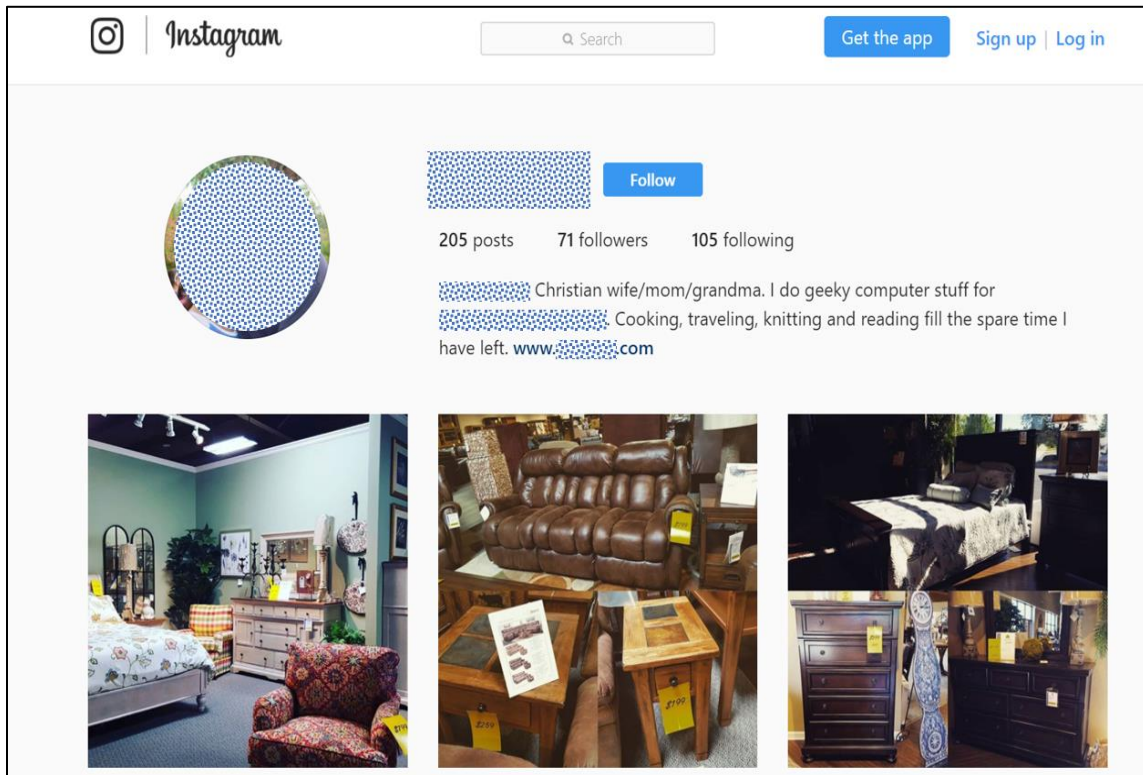 Instagram
Search
Get the app
Sign up | Log in
Follow
205 posts 71 followers 105 following
Christian wife/mom/grandma. I do geeky computer stuff for
. Cooking, traveling, knitting and reading fill the spare time I
have left. www. .com
$259
$199